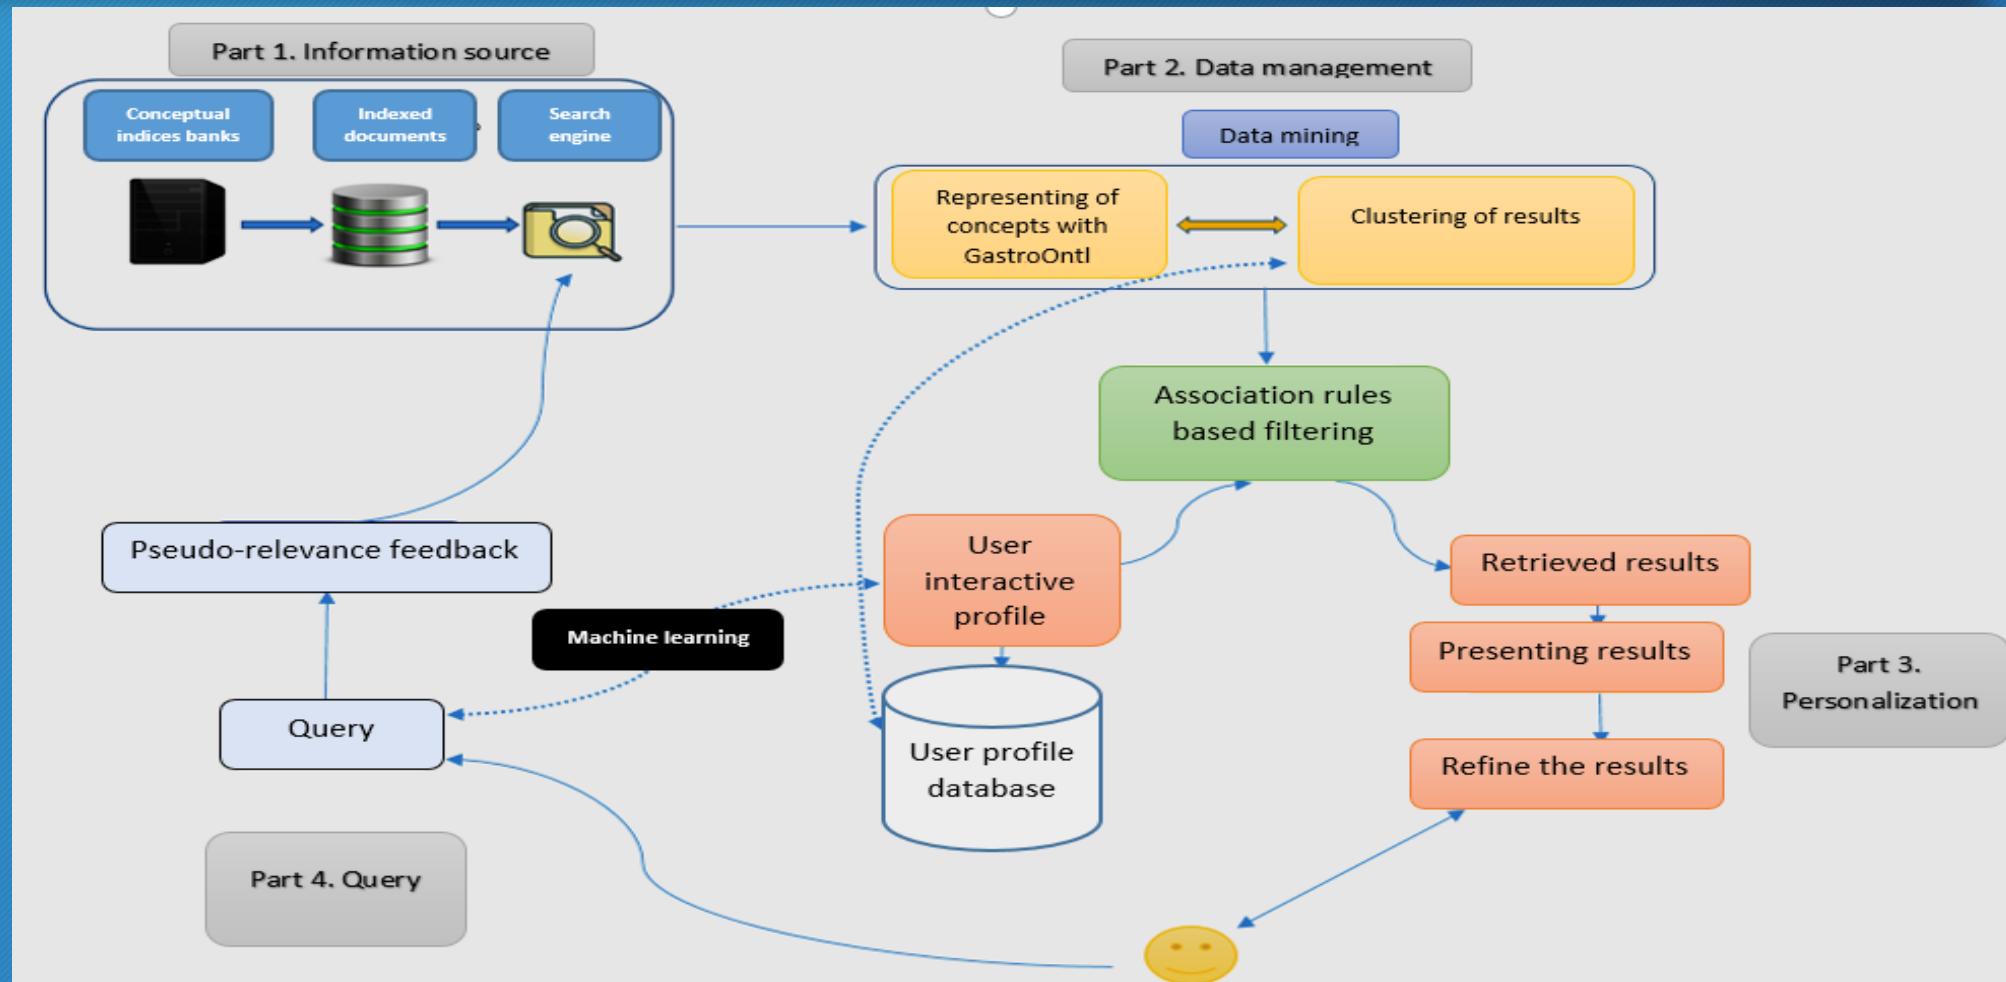 Part 1. Information source
Conceptual
indices banks
Indexed
documents
Search
engine
Part 2. Data management
Data mining
Representing of
concepts with
GastroOntl
Clustering of results
Association rules
based filtering
Pseudo-relevance feedback
User
interactive
profile
Retrieved results
Machine learning
Presenting results
Part 3.
Personalization
Query
User profile
database
Refine the results
Part 4. Query